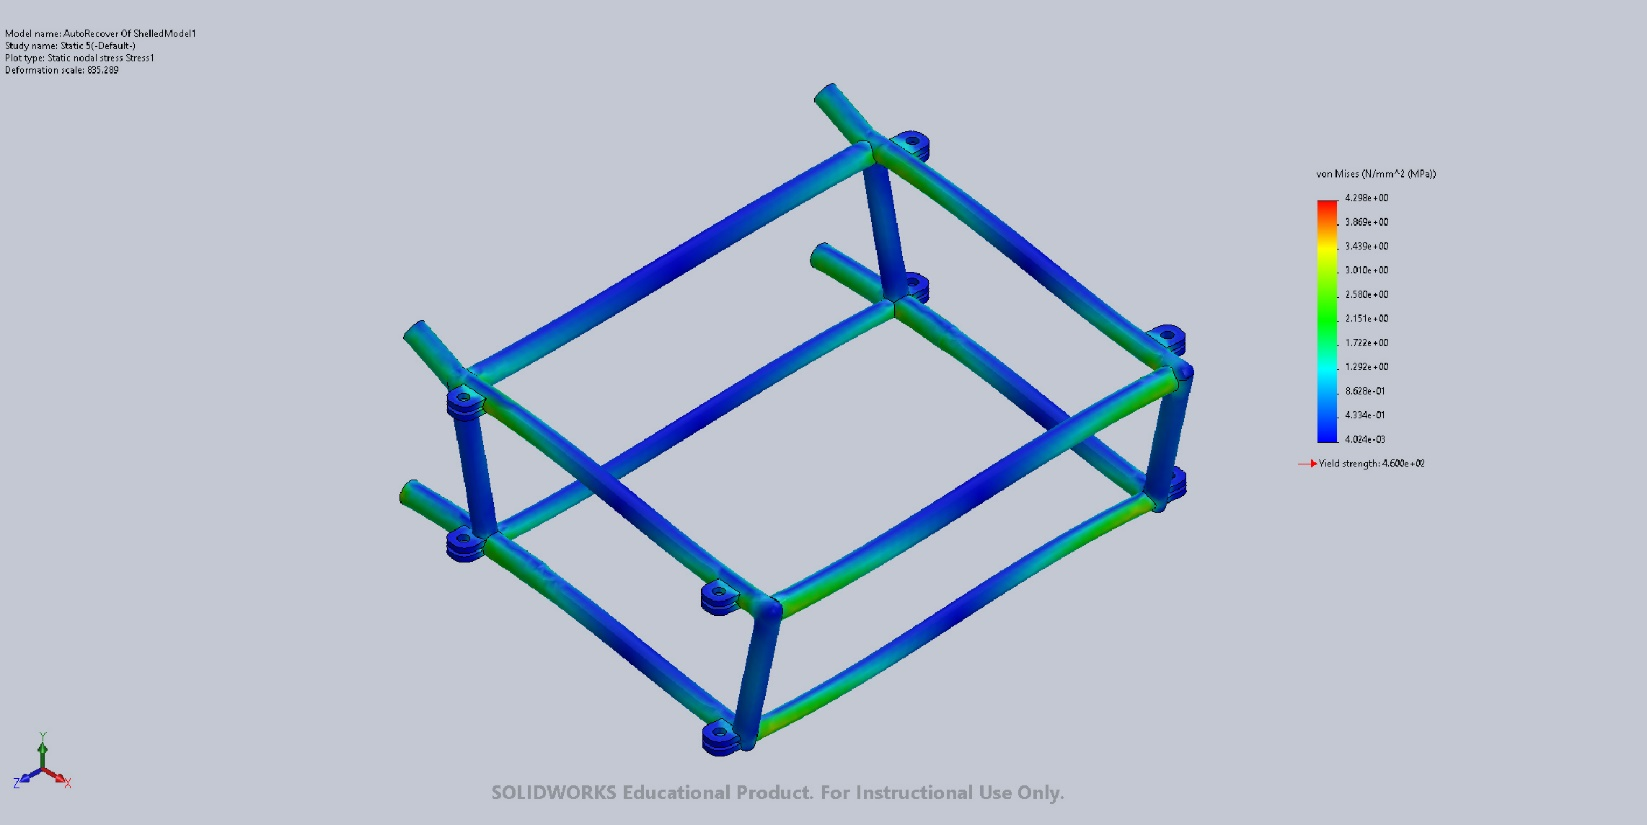 Model name: AutoRecover Of ShelledModel1
Study name: Static 5(-Default-)
Plot type: Static nodal stress Stress1
Deformation scale: 835.289
von Mises (N/mm^2 (MPa))
4.298e+00
3.869e+00
3.439e+00
3.010e+00
2.580e+00
2.151e+00
1.722e+00
1.292e+00
8.628e-01
4.334e-01
4.024e-03
Yield strength: 4.600e+02
Y
Z
X
SOLIDWORKS Educational Product. For Instructional Use Only.